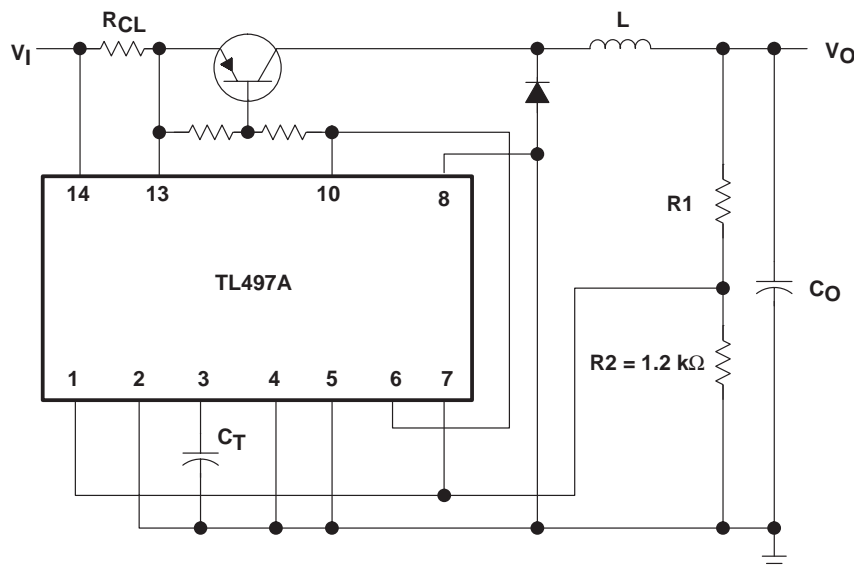 RCL
L
VI
VO
14 13 10 8
R1
TL497A
CO
R2 = 1.2 kΩ
1 2 3 4 5 6 7
CT